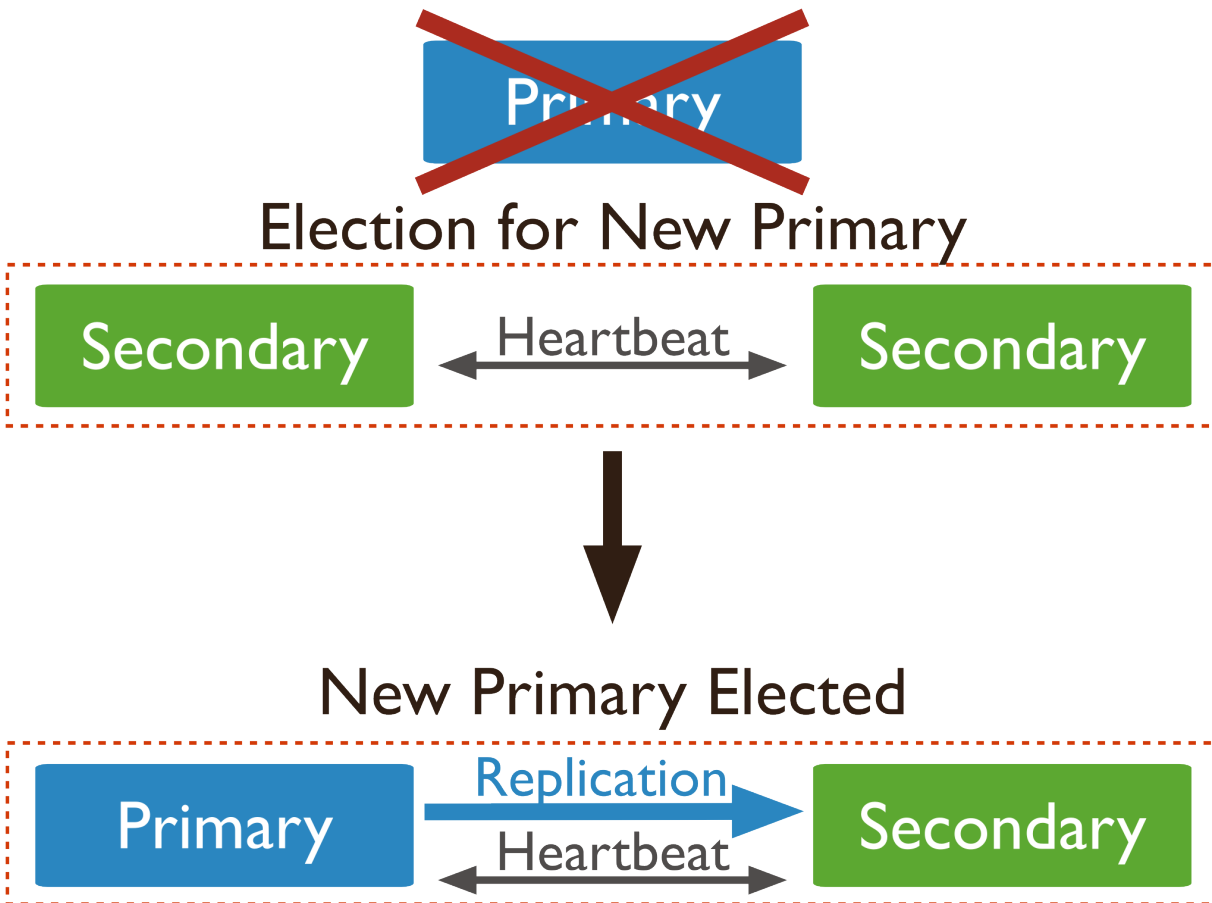 Primary
Election for New Primary
Secondary
Heartbeat
Secondary
New Primary Elected
Primary
Replication
Heartbeat
Secondary